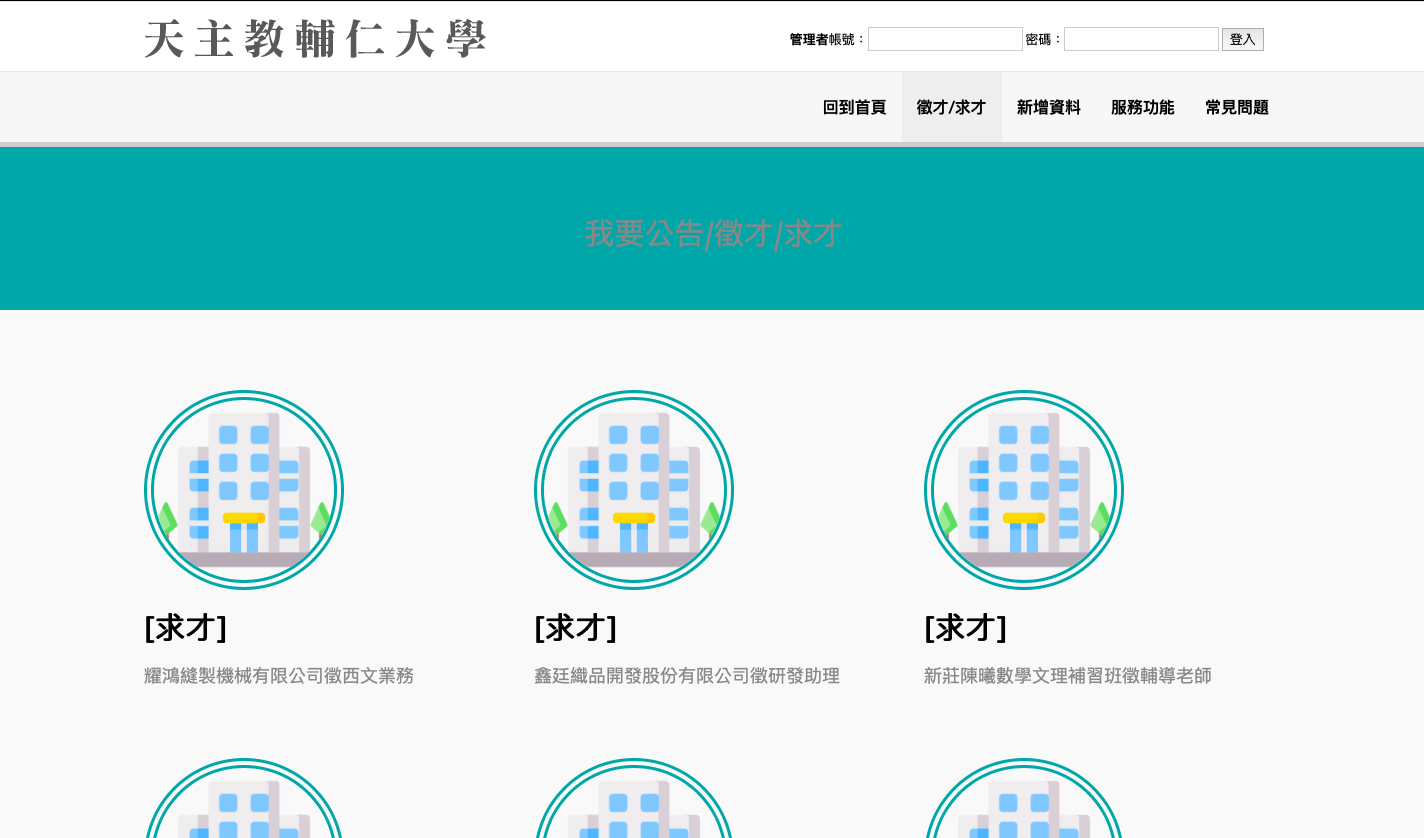 天主教輔仁大學
管理者帳號： 密碼： 登入
回到首頁 徵才/求才 新增資料 服務功能 常見問題
我要公告/徵才/求才
[求才] [求才] [求才]
耀鴻縫製機械有限公司徵西文業務 鑫廷織品開發股份有限公司徵研發助理 新莊陳曦數學文理補習班徵輔導老師